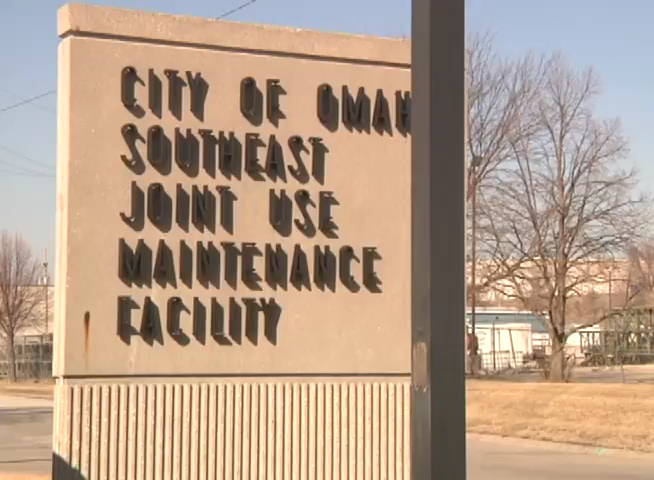 CITY OF OMAH
SOUTHEAST
JOINT USE
MAINTENANCE
FACILITY